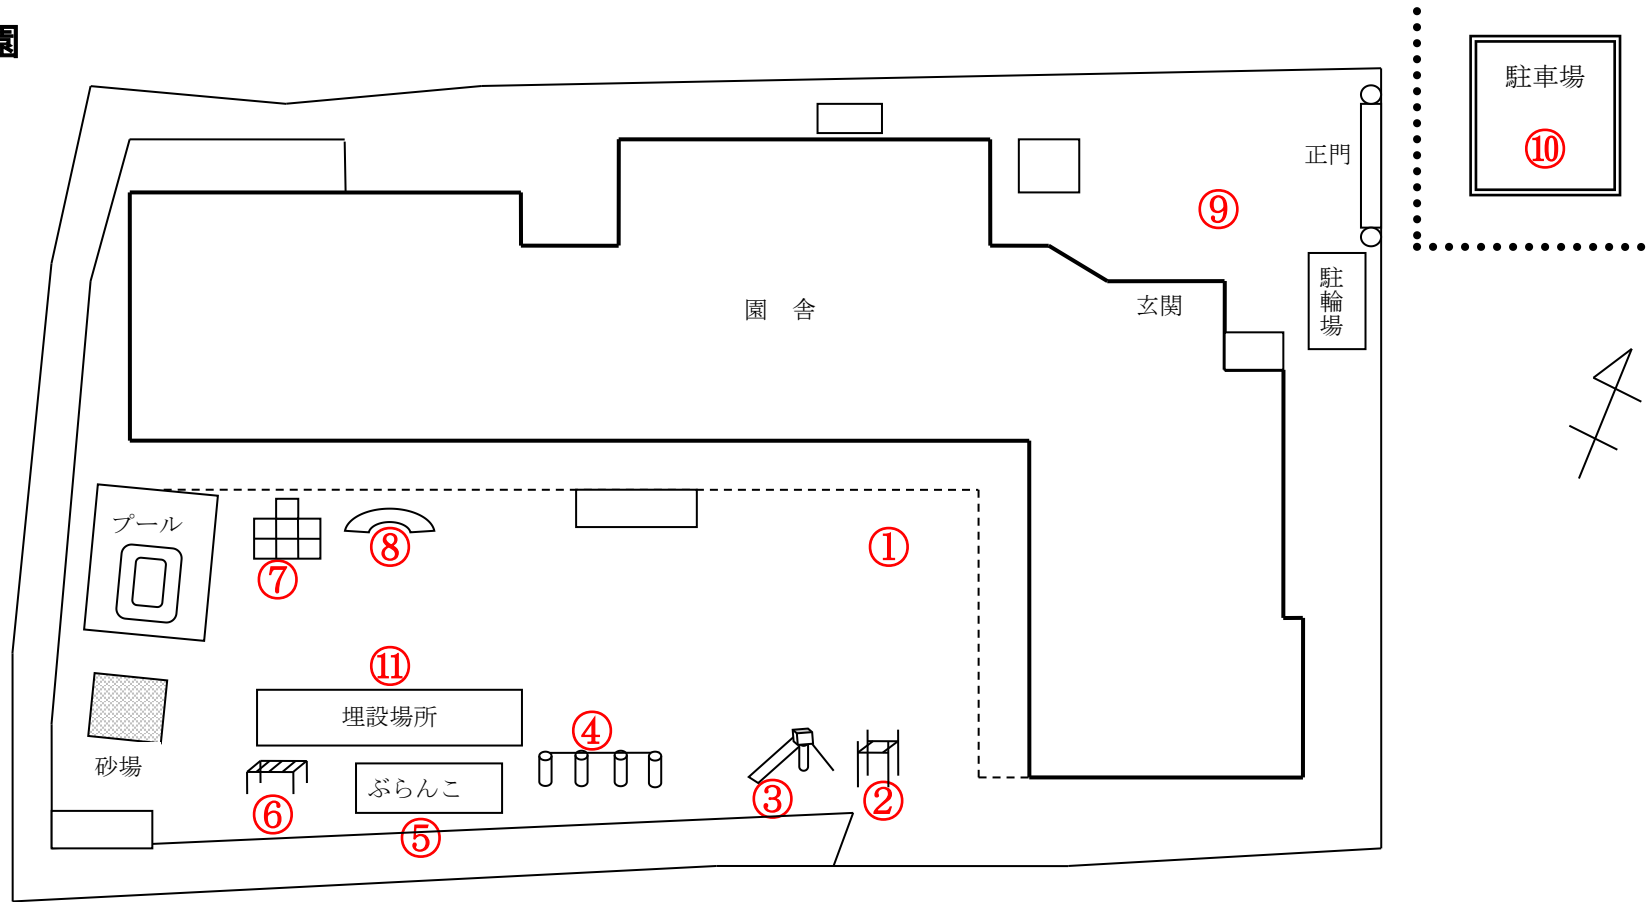 園
駐車場
⑩
正門
⑨
駐輪場
園 舎
玄関
プール
⑧
①
⑦
⑪
埋設場所
④
砂場
ぶらんこ
③
②
⑥
⑤